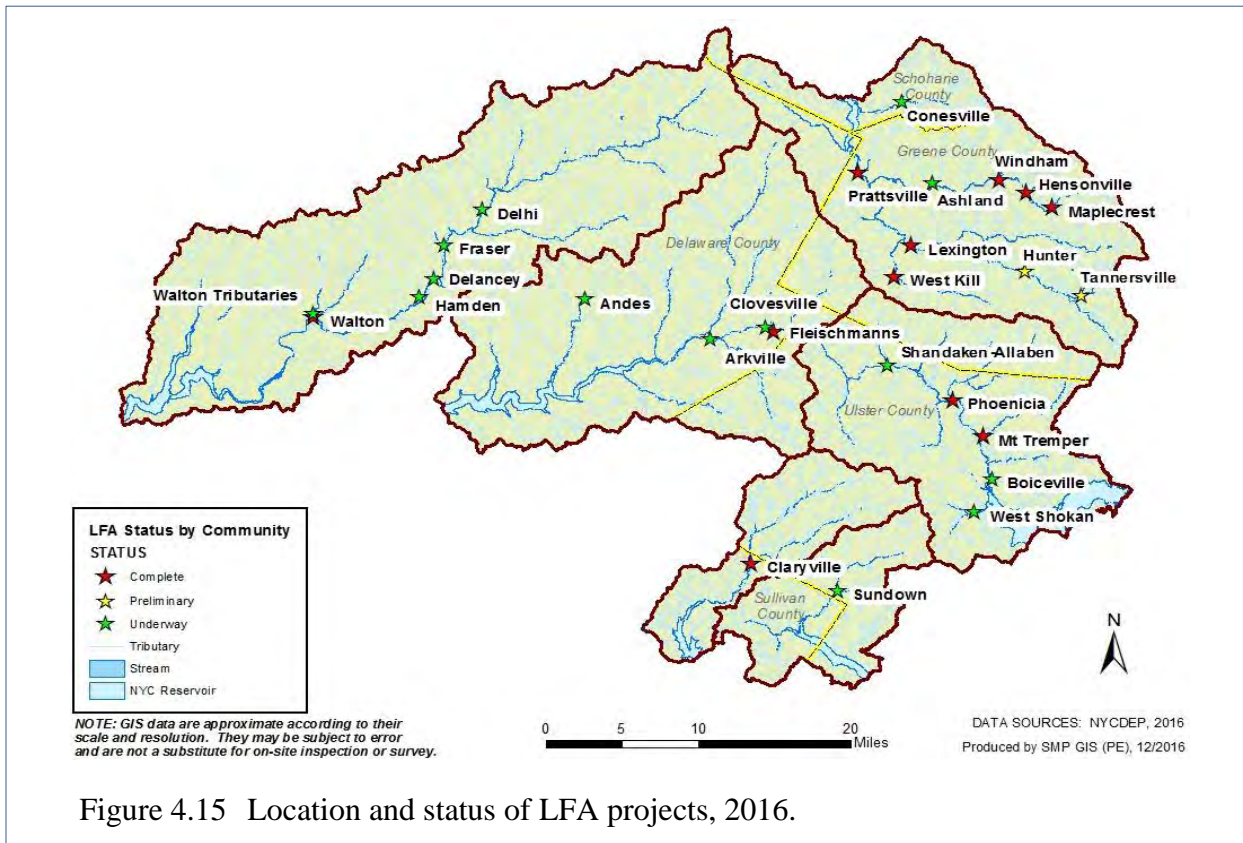 Schoharie
County
Conesville
Greene County
Windham
Hensonville
Prattsville
Ashland
Maplecrest
Delhi
Delaware County
Lexington
Fraser
Hunter
West Kill
Tannersville
Delancey
Walton Tributaries
Andes
Clovesville
Hamden
Walton
Fleischmanns
Arkville
Shandaken-Allaben
Phoenicia
Ulster County
Mt Tremper
Boiceville
West Shokan
Claryville
Sundown
Sullivan
County
LFA Status by Community
STATUS
Complete
Preliminary
Underway
Tributary
Stream
NYC Reservoir
N
NOTE: GIS data are approximate according to their
scale and resolution. They may be subject to error
and are not a substitute for on-site inspection or survey.
0 5 10 20
Miles
DATA SOURCES: NYCDEP, 2016
Produced by SMP GIS (PE), 12/2016
Figure 4.15 Location and status of LFA projects, 2016.